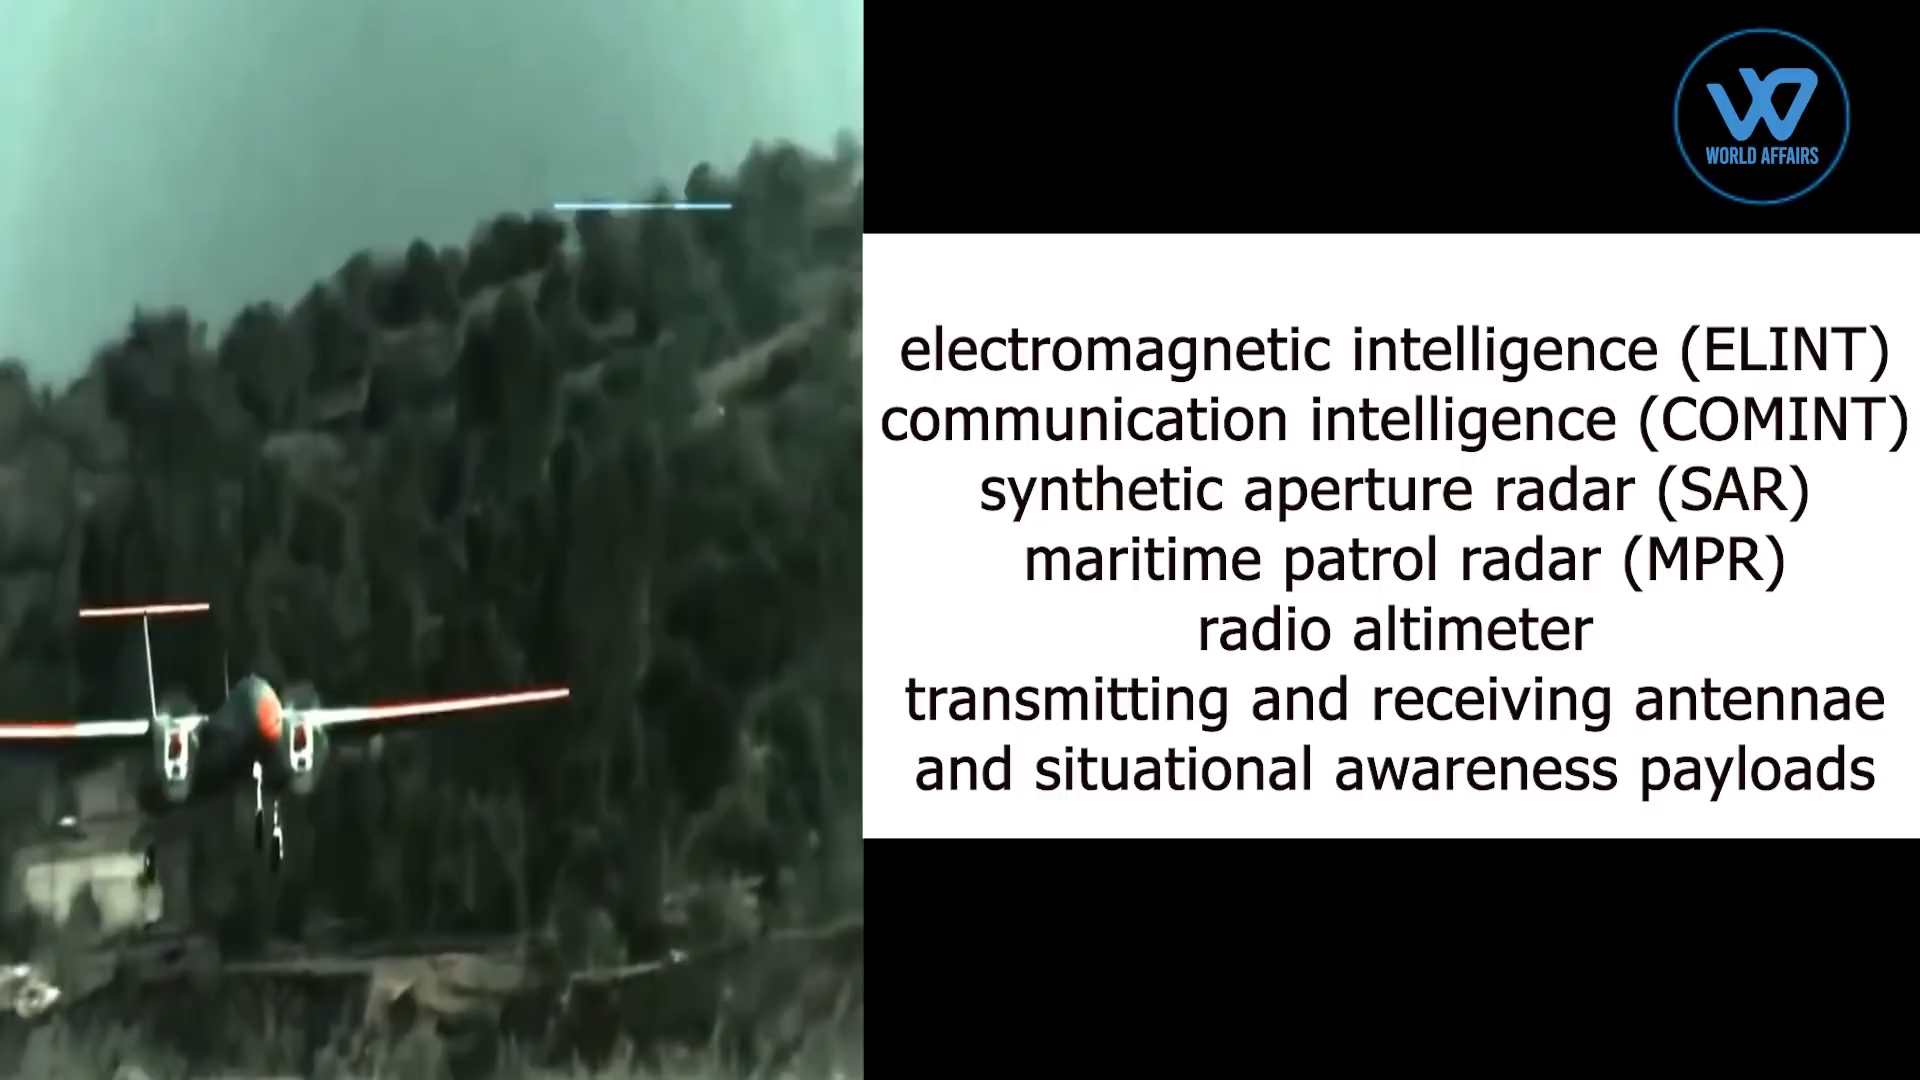 WORLD AFFAIRS
electromagnetic intelligence (ELINT)
communication intelligence (COMINT)
synthetic aperture radar (SAR)
maritime patrol radar (MPR)
radio altimeter
transmitting and receiving antennae
and situational awareness payloads